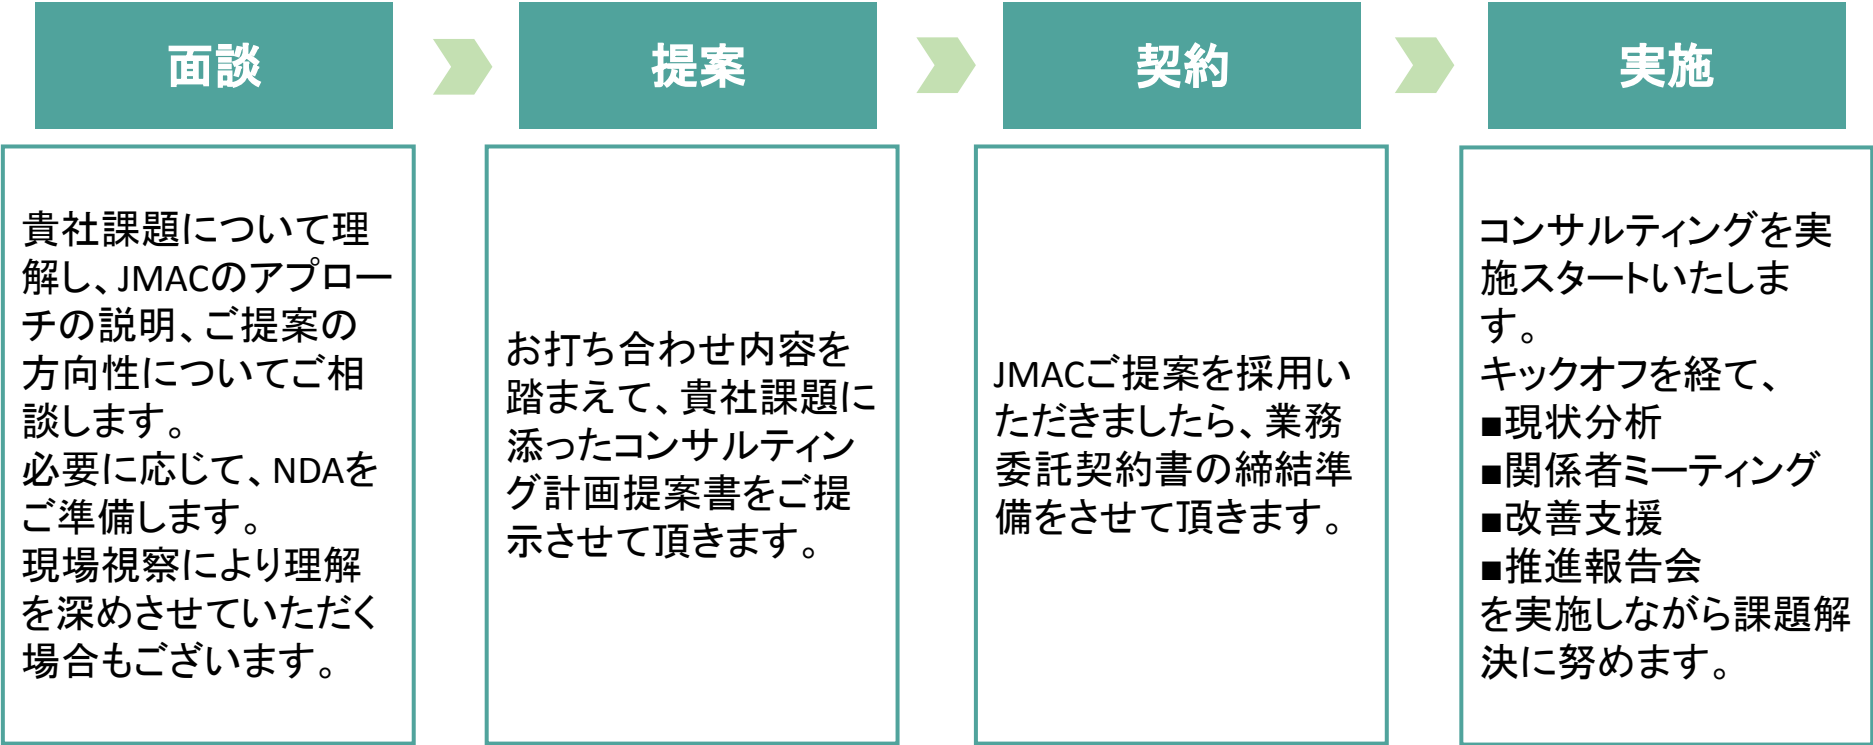 面談
提案
契約
実施
貴社課題について理
解し、JMACのアプロー
チの説明、ご提案の
方向性についてご相
談します。
必要に応じて、NDAを
ご準備します。
現場視察により理解
を深めさせていただく
場合もございます。
お打ち合わせ内容を
踏まえて、貴社課題に
添ったコンサルティン
グ計画提案書をご提
示させて頂きます。
JMACご提案を採用い
ただきましたら、業務
委託契約書の締結準
備をさせて頂きます。
コンサルティングを実
施スタートいたしま
す。
キックオフを経て、
■現状分析
■関係者ミーティング
■改善支援
■推進報告会
を実施しながら課題解
決に努めます。